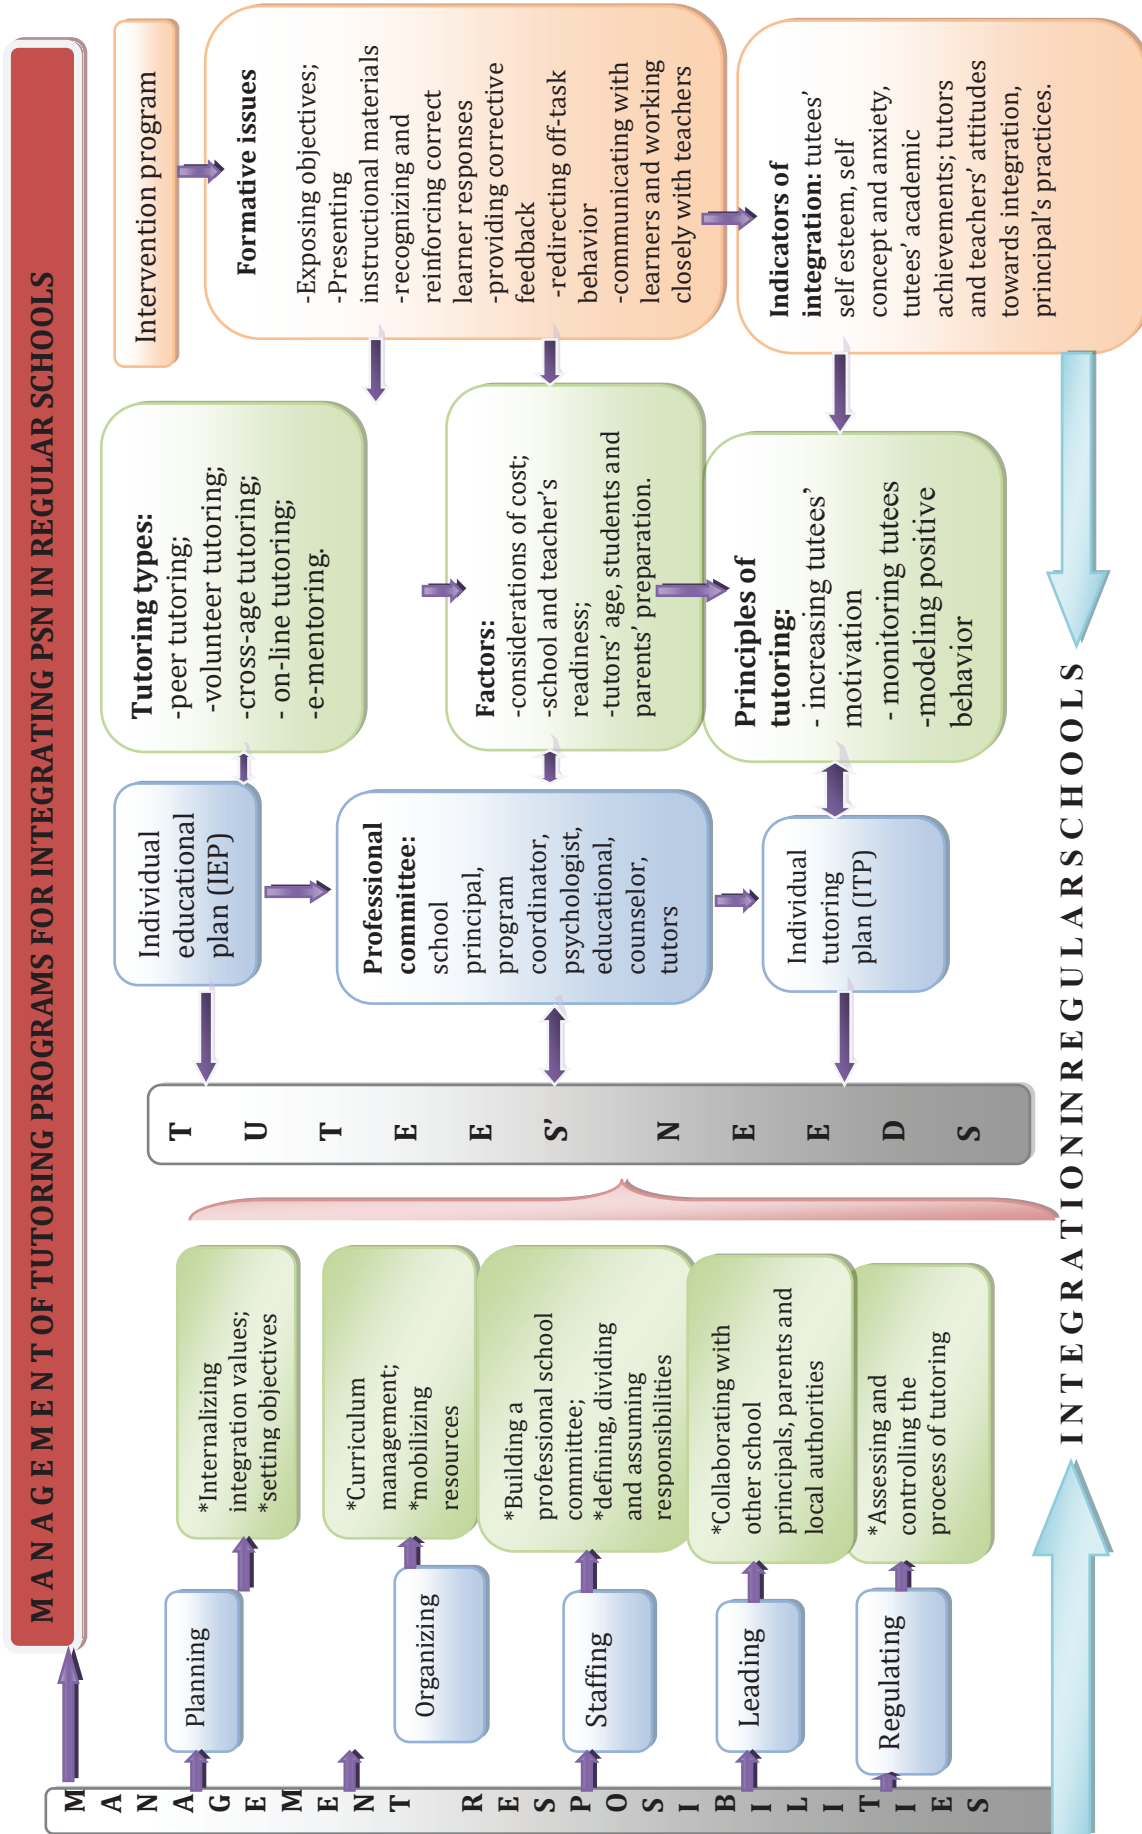 MANAGEMENT OF TUTORING PROGRAMS FOR INTEGRATING PSN IN REGULAR SCHOOLS
MANAGEMENT RESPOSIBILITIES
Planning
*Internalizing
integration values;
*setting objectives
Organizing
*Curriculum
management;
*mobilizing
resources
Staffing
*Building a
professional school
committee;
*defining, dividing
and assuming
responsibilities
Leading
*Collaborating with
other school
principals, parents and
local authorities
Regulating
*Assessing and
controlling the
process of tutoring
TUTEES' NEEDS
Individual
educational
plan (IEP)
Professional
committee:
school
principal,
program
coordinator,
psychologist,
educational,
counselor,
tutors
Individual
tutoring
plan (ITP)
Tutoring types:
-peer tutoring;
-volunteer tutoring;
-cross-age tutoring;
- on-line tutoring;
-e-mentoring.
Factors:
-considerations of cost;
-school and teacher's
readiness;
-tutors' age, students and
parents' preparation.
Principles of
tutoring:
- increasing tutees'
motivation
- monitoring tutees
-modeling positive
behavior
Intervention program
Formative issues
-Exposing objectives;
-Presenting
instructional materials
-recognizing and
reinforcing correct
learner responses
-providing corrective
feedback
-redirecting off-task
behavior
-communicating with
learners and working
closely with teachers
Indicators of
integration: tutees'
self esteem, self
concept and anxiety,
tutees' academic
achievements; tutors
and teachers' attitudes
towards integration,
principal's practices.
INTEGRATION IN REGULAR SCHOOLS